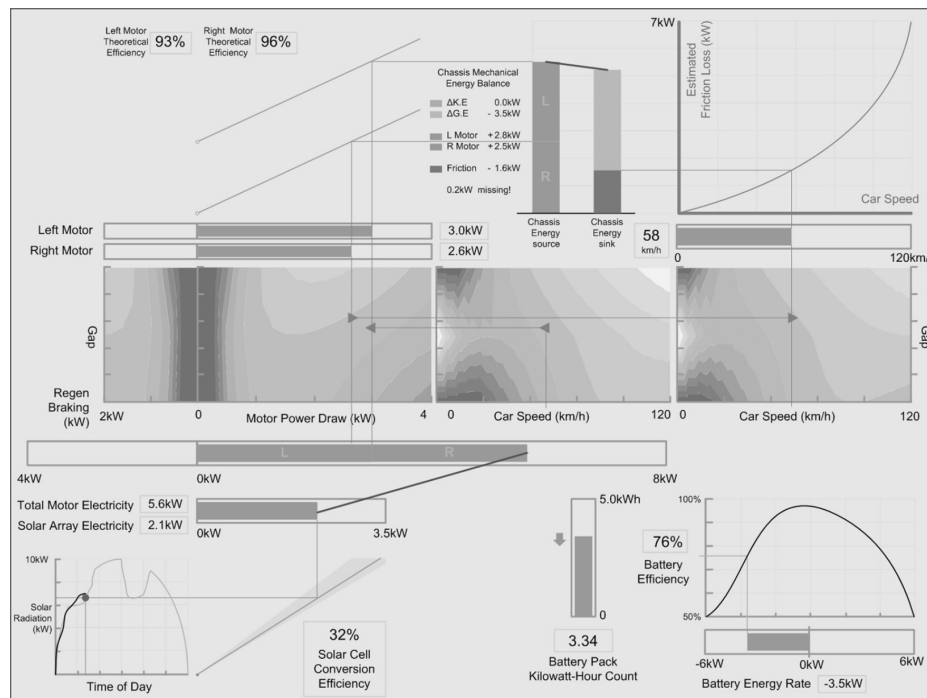 Left Motor
Theoretical
Efficiency
93%
Right Motor
Theoretical
Efficiency
96%
Chassis Mechanical
Energy Balance
ΔK.E 0.0kW
ΔG.E - 3.5kW
L Motor +2.8kW
R Motor +2.5kW
Friction - 1.6kW
0.2kW missing!
L
R
Chassis
Energy
source
Chassis
Energy
sink
7kW
Estimated
Friction Loss (kW)
Car Speed
Left Motor
3.0kW
Right Motor
2.6kW
58
km/h
0
120km/h
Gap
Gap
Regen
Braking
(kW)
2kW
0
Motor Power Draw (kW)
4
0
Car Speed (km/h)
120
0
Car Speed (km/h)
120
L
R
4kW
0kW
8kW
Total Motor Electricity 5.6kW
Solar Array Electricity 2.1kW
0kW
3.5kW
10kW
Solar
Radiation
(kW)
Time of Day
32%
Solar Cell
Conversion
Efficiency
5.0kWh
0
3.34
Battery Pack
Kilowatt-Hour Count
76%
Battery
Efficiency
100%
50%
-6kW
0kW
6kW
Battery Energy Rate -3.5kW